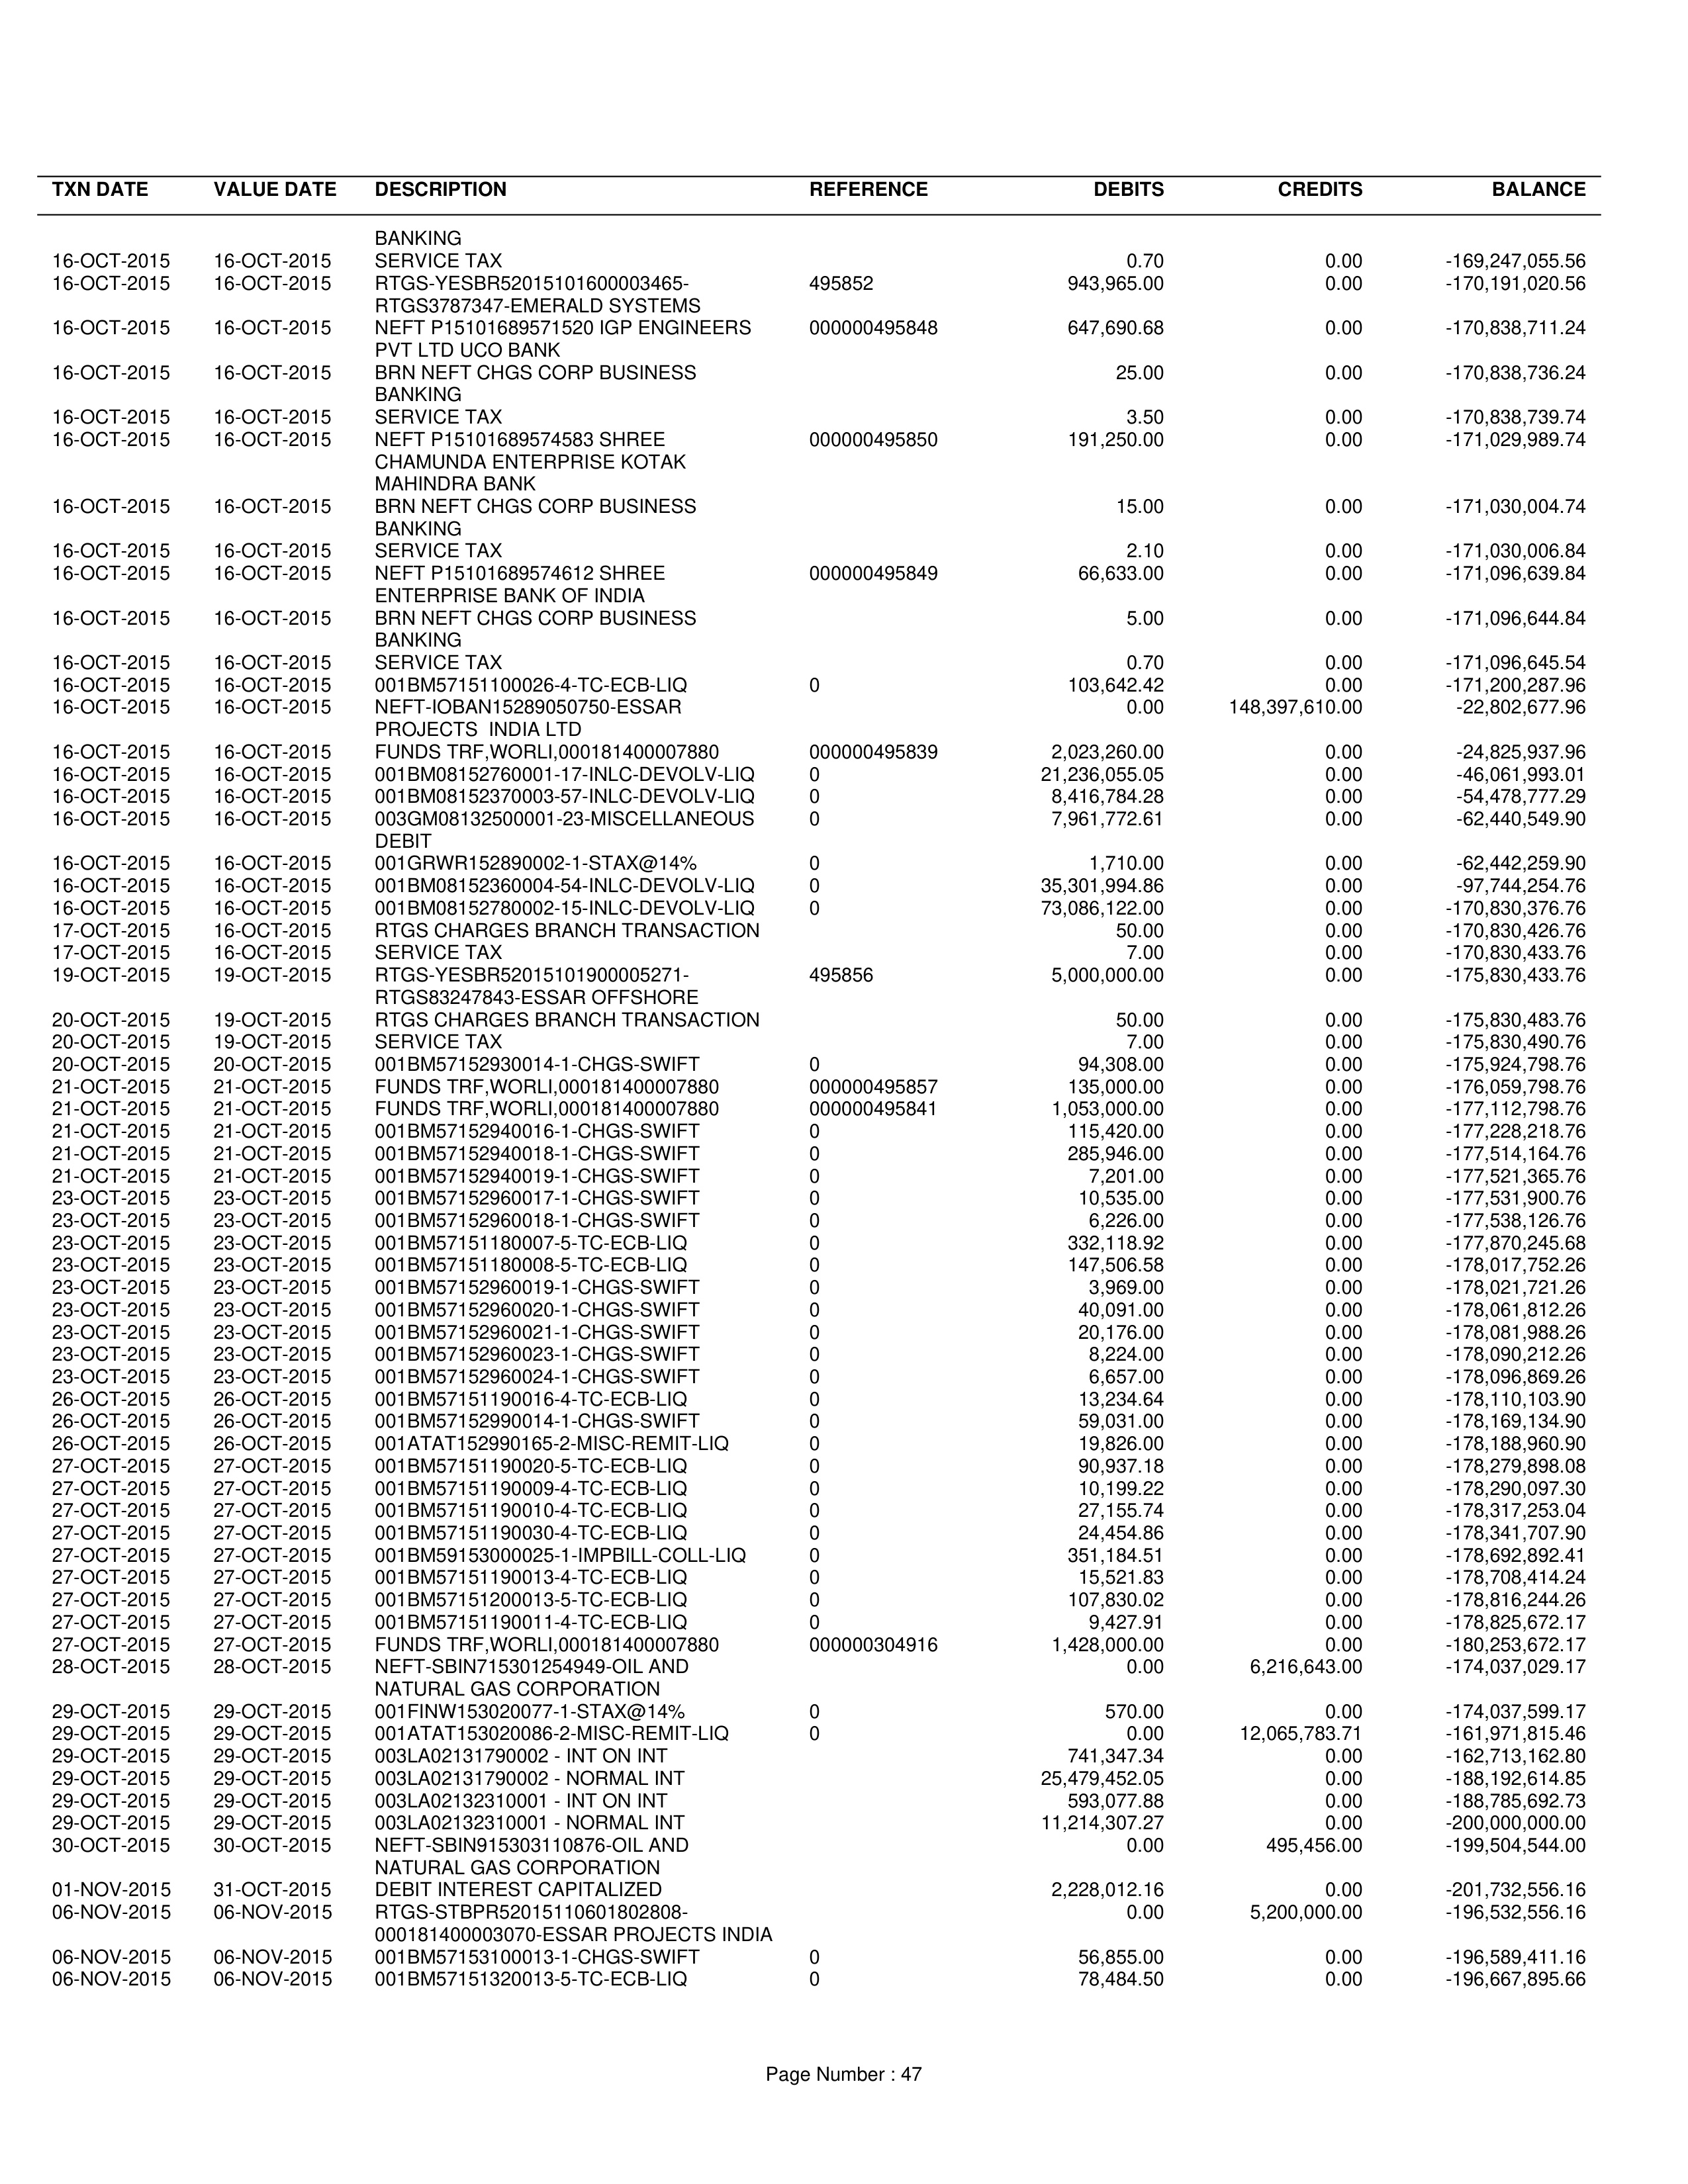 TXN DATE VALUE DATE DESCRIPTION REFERENCE DEBITS CREDITS BALANCE
BANKING
16-OCT-2015 16-OCT-2015 SERVICE TAX 0.70 0.00 -169,247,055.56
16-OCT-2015 16-OCT-2015 RTGS-YESBR52015101600003465- 495852 943,965.00 0.00 -170,191,020.56
RTGS3787347-EMERALD SYSTEMS
16-OCT-2015 16-OCT-2015 NEFT P15101689571520 IGP ENGINEERS 000000495848 647,690.68 0.00 -170,838,711.24
PVT LTD UCO BANK
16-OCT-2015 16-OCT-2015 BRN NEFT CHGS CORP BUSINESS 25.00 0.00 -170,838,736.24
BANKING
16-OCT-2015 16-OCT-2015 SERVICE TAX 3.50 0.00 -170,838,739.74
16-OCT-2015 16-OCT-2015 NEFT P15101689574583 SHREE 000000495850 191,250.00 0.00 -171,029,989.74
CHAMUNDA ENTERPRISE KOTAK
MAHINDRA BANK
16-OCT-2015 16-OCT-2015 BRN NEFT CHGS CORP BUSINESS 15.00 0.00 -171,030,004.74
BANKING
16-OCT-2015 16-OCT-2015 SERVICE TAX 2.10 0.00 -171,030,006.84
16-OCT-2015 16-OCT-2015 NEFT P15101689574612 SHREE 000000495849 66,633.00 0.00 -171,096,639.84
ENTERPRISE BANK OF INDIA
16-OCT-2015 16-OCT-2015 BRN NEFT CHGS CORP BUSINESS 5.00 0.00 -171,096,644.84
BANKING
16-OCT-2015 16-OCT-2015 SERVICE TAX 0.70 0.00 -171,096,645.54
16-OCT-2015 16-OCT-2015 001BM57151100026-4-TC-ECB-LIQ 0 103,642.42 0.00 -171,200,287.96
16-OCT-2015 16-OCT-2015 NEFT-IOBAN15289050750-ESSAR 0.00 148,397,610.00 -22,802,677.96
PROJECTS INDIA LTD
16-OCT-2015 16-OCT-2015 FUNDS TRF,WORLI,000181400007880 000000495839 2,023,260.00 0.00 -24,825,937.96
16-OCT-2015 16-OCT-2015 001BM08152760001-17-INLC-DEVOLV-LIQ 0 21,236,055.05 0.00 -46,061,993.01
16-OCT-2015 16-OCT-2015 001BM08152370003-57-INLC-DEVOLV-LIQ 0 8,416,784.28 0.00 -54,478,777.29
16-OCT-2015 16-OCT-2015 003GM08132500001-23-MISCELLANEOUS 0 7,961,772.61 0.00 -62,440,549.90
DEBIT
16-OCT-2015 16-OCT-2015 001GRWR152890002-1-STAX@14% 0 1,710.00 0.00 -62,442,259.90
16-OCT-2015 16-OCT-2015 001BM08152360004-54-INLC-DEVOLV-LIQ 0 35,301,994.86 0.00 -97,744,254.76
16-OCT-2015 16-OCT-2015 001BM08152780002-15-INLC-DEVOLV-LIQ 0 73,086,122.00 0.00 -170,830,376.76
17-OCT-2015 16-OCT-2015 RTGS CHARGES BRANCH TRANSACTION 50.00 0.00 -170,830,426.76
17-OCT-2015 16-OCT-2015 SERVICE TAX 7.00 0.00 -170,830,433.76
19-OCT-2015 19-OCT-2015 RTGS-YESBR52015101900005271- 495856 5,000,000.00 0.00 -175,830,433.76
RTGS83247843-ESSAR OFFSHORE
20-OCT-2015 19-OCT-2015 RTGS CHARGES BRANCH TRANSACTION 50.00 0.00 -175,830,483.76
20-OCT-2015 19-OCT-2015 SERVICE TAX 7.00 0.00 -175,830,490.76
20-OCT-2015 20-OCT-2015 001BM57152930014-1-CHGS-SWIFT 0 94,308.00 0.00 -175,924,798.76
21-OCT-2015 21-OCT-2015 FUNDS TRF,WORLI,000181400007880 000000495857 135,000.00 0.00 -176,059,798.76
21-OCT-2015 21-OCT-2015 FUNDS TRF,WORLI,000181400007880 000000495841 1,053,000.00 0.00 -177,112,798.76
21-OCT-2015 21-OCT-2015 001BM57152940016-1-CHGS-SWIFT 0 115,420.00 0.00 -177,228,218.76
21-OCT-2015 21-OCT-2015 001BM57152940018-1-CHGS-SWIFT 0 285,946.00 0.00 -177,514,164.76
21-OCT-2015 21-OCT-2015 001BM57152940019-1-CHGS-SWIFT 0 7,201.00 0.00 -177,521,365.76
23-OCT-2015 23-OCT-2015 001BM57152960017-1-CHGS-SWIFT 0 10,535.00 0.00 -177,531,900.76
23-OCT-2015 23-OCT-2015 001BM57152960018-1-CHGS-SWIFT 0 6,226.00 0.00 -177,538,126.76
23-OCT-2015 23-OCT-2015 001BM57151180007-5-TC-ECB-LIQ 0 332,118.92 0.00 -177,870,245.68
23-OCT-2015 23-OCT-2015 001BM57151180008-5-TC-ECB-LIQ 0 147,506.58 0.00 -178,017,752.26
23-OCT-2015 23-OCT-2015 001BM57152960019-1-CHGS-SWIFT 0 3,969.00 0.00 -178,021,721.26
23-OCT-2015 23-OCT-2015 001BM57152960020-1-CHGS-SWIFT 0 40,091.00 0.00 -178,061,812.26
23-OCT-2015 23-OCT-2015 001BM57152960021-1-CHGS-SWIFT 0 20,176.00 0.00 -178,081,988.26
23-OCT-2015 23-OCT-2015 001BM57152960023-1-CHGS-SWIFT 0 8,224.00 0.00 -178,090,212.26
23-OCT-2015 23-OCT-2015 001BM57152960024-1-CHGS-SWIFT 0 6,657.00 0.00 -178,096,869.26
26-OCT-2015 26-OCT-2015 001BM57151190016-4-TC-ECB-LIQ 0 13,234.64 0.00 -178,110,103.90
26-OCT-2015 26-OCT-2015 001BM57152990014-1-CHGS-SWIFT 0 59,031.00 0.00 -178,169,134.90
26-OCT-2015 26-OCT-2015 001ATAT152990165-2-MISC-REMIT-LIQ 0 19,826.00 0.00 -178,188,960.90
27-OCT-2015 27-OCT-2015 001BM57151190020-5-TC-ECB-LIQ 0 90,937.18 0.00 -178,279,898.08
27-OCT-2015 27-OCT-2015 001BM57151190009-4-TC-ECB-LIQ 0 10,199.22 0.00 -178,290,097.30
27-OCT-2015 27-OCT-2015 001BM57151190010-4-TC-ECB-LIQ 0 27,155.74 0.00 -178,317,253.04
27-OCT-2015 27-OCT-2015 001BM57151190030-4-TC-ECB-LIQ 0 24,454.86 0.00 -178,341,707.90
27-OCT-2015 27-OCT-2015 001BM59153000025-1-IMPBILL-COLL-LIQ 0 351,184.51 0.00 -178,692,892.41
27-OCT-2015 27-OCT-2015 001BM57151190013-4-TC-ECB-LIQ 0 15,521.83 0.00 -178,708,414.24
27-OCT-2015 27-OCT-2015 001BM57151200013-5-TC-ECB-LIQ 0 107,830.02 0.00 -178,816,244.26
27-OCT-2015 27-OCT-2015 001BM57151190011-4-TC-ECB-LIQ 0 9,427.91 0.00 -178,825,672.17
27-OCT-2015 27-OCT-2015 FUNDS TRF,WORLI,000181400007880 000000304916 1,428,000.00 0.00 -180,253,672.17
28-OCT-2015 28-OCT-2015 NEFT-SBIN715301254949-OIL AND 0.00 6,216,643.00 -174,037,029.17
NATURAL GAS CORPORATION
29-OCT-2015 29-OCT-2015 001FINW153020077-1-STAX@14% 0 570.00 0.00 -174,037,599.17
29-OCT-2015 29-OCT-2015 001ATAT153020086-2-MISC-REMIT-LIQ 0 0.00 12,065,783.71 -161,971,815.46
29-OCT-2015 29-OCT-2015 003LA02131790002 - INT ON INT 741,347.34 0.00 -162,713,162.80
29-OCT-2015 29-OCT-2015 003LA02131790002 - NORMAL INT 25,479,452.05 0.00 -188,192,614.85
29-OCT-2015 29-OCT-2015 003LA02132310001 - INT ON INT 593,077.88 0.00 -188,785,692.73
29-OCT-2015 29-OCT-2015 003LA02132310001 - NORMAL INT 11,214,307.27 0.00 -200,000,000.00
30-OCT-2015 30-OCT-2015 NEFT-SBIN915303110876-OIL AND 0.00 495,456.00 -199,504,544.00
NATURAL GAS CORPORATION
01-NOV-2015 31-OCT-2015 DEBIT INTEREST CAPITALIZED 2,228,012.16 0.00 -201,732,556.16
06-NOV-2015 06-NOV-2015 RTGS-STBPR52015110601802808- 0.00 5,200,000.00 -196,532,556.16
000181400003070-ESSAR PROJECTS INDIA
06-NOV-2015 06-NOV-2015 001BM57153100013-1-CHGS-SWIFT 0 56,855.00 0.00 -196,589,411.16
06-NOV-2015 06-NOV-2015 001BM57151320013-5-TC-ECB-LIQ 0 78,484.50 0.00 -196,667,895.66
Page Number : 47